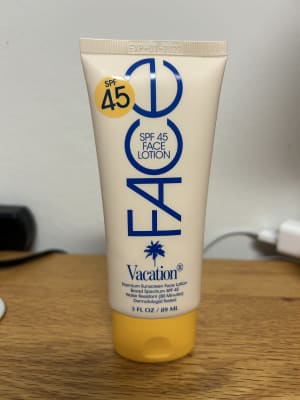 SPF
45
FACE
SPF 45
FACE
LOTION
Vacation®
Premium Sunscreen Face Lotion
Broad Spectrum SPF 45
Water Resistant (80 Minutes)
Dermatologist Tested
3 FL OZ / 89 ML